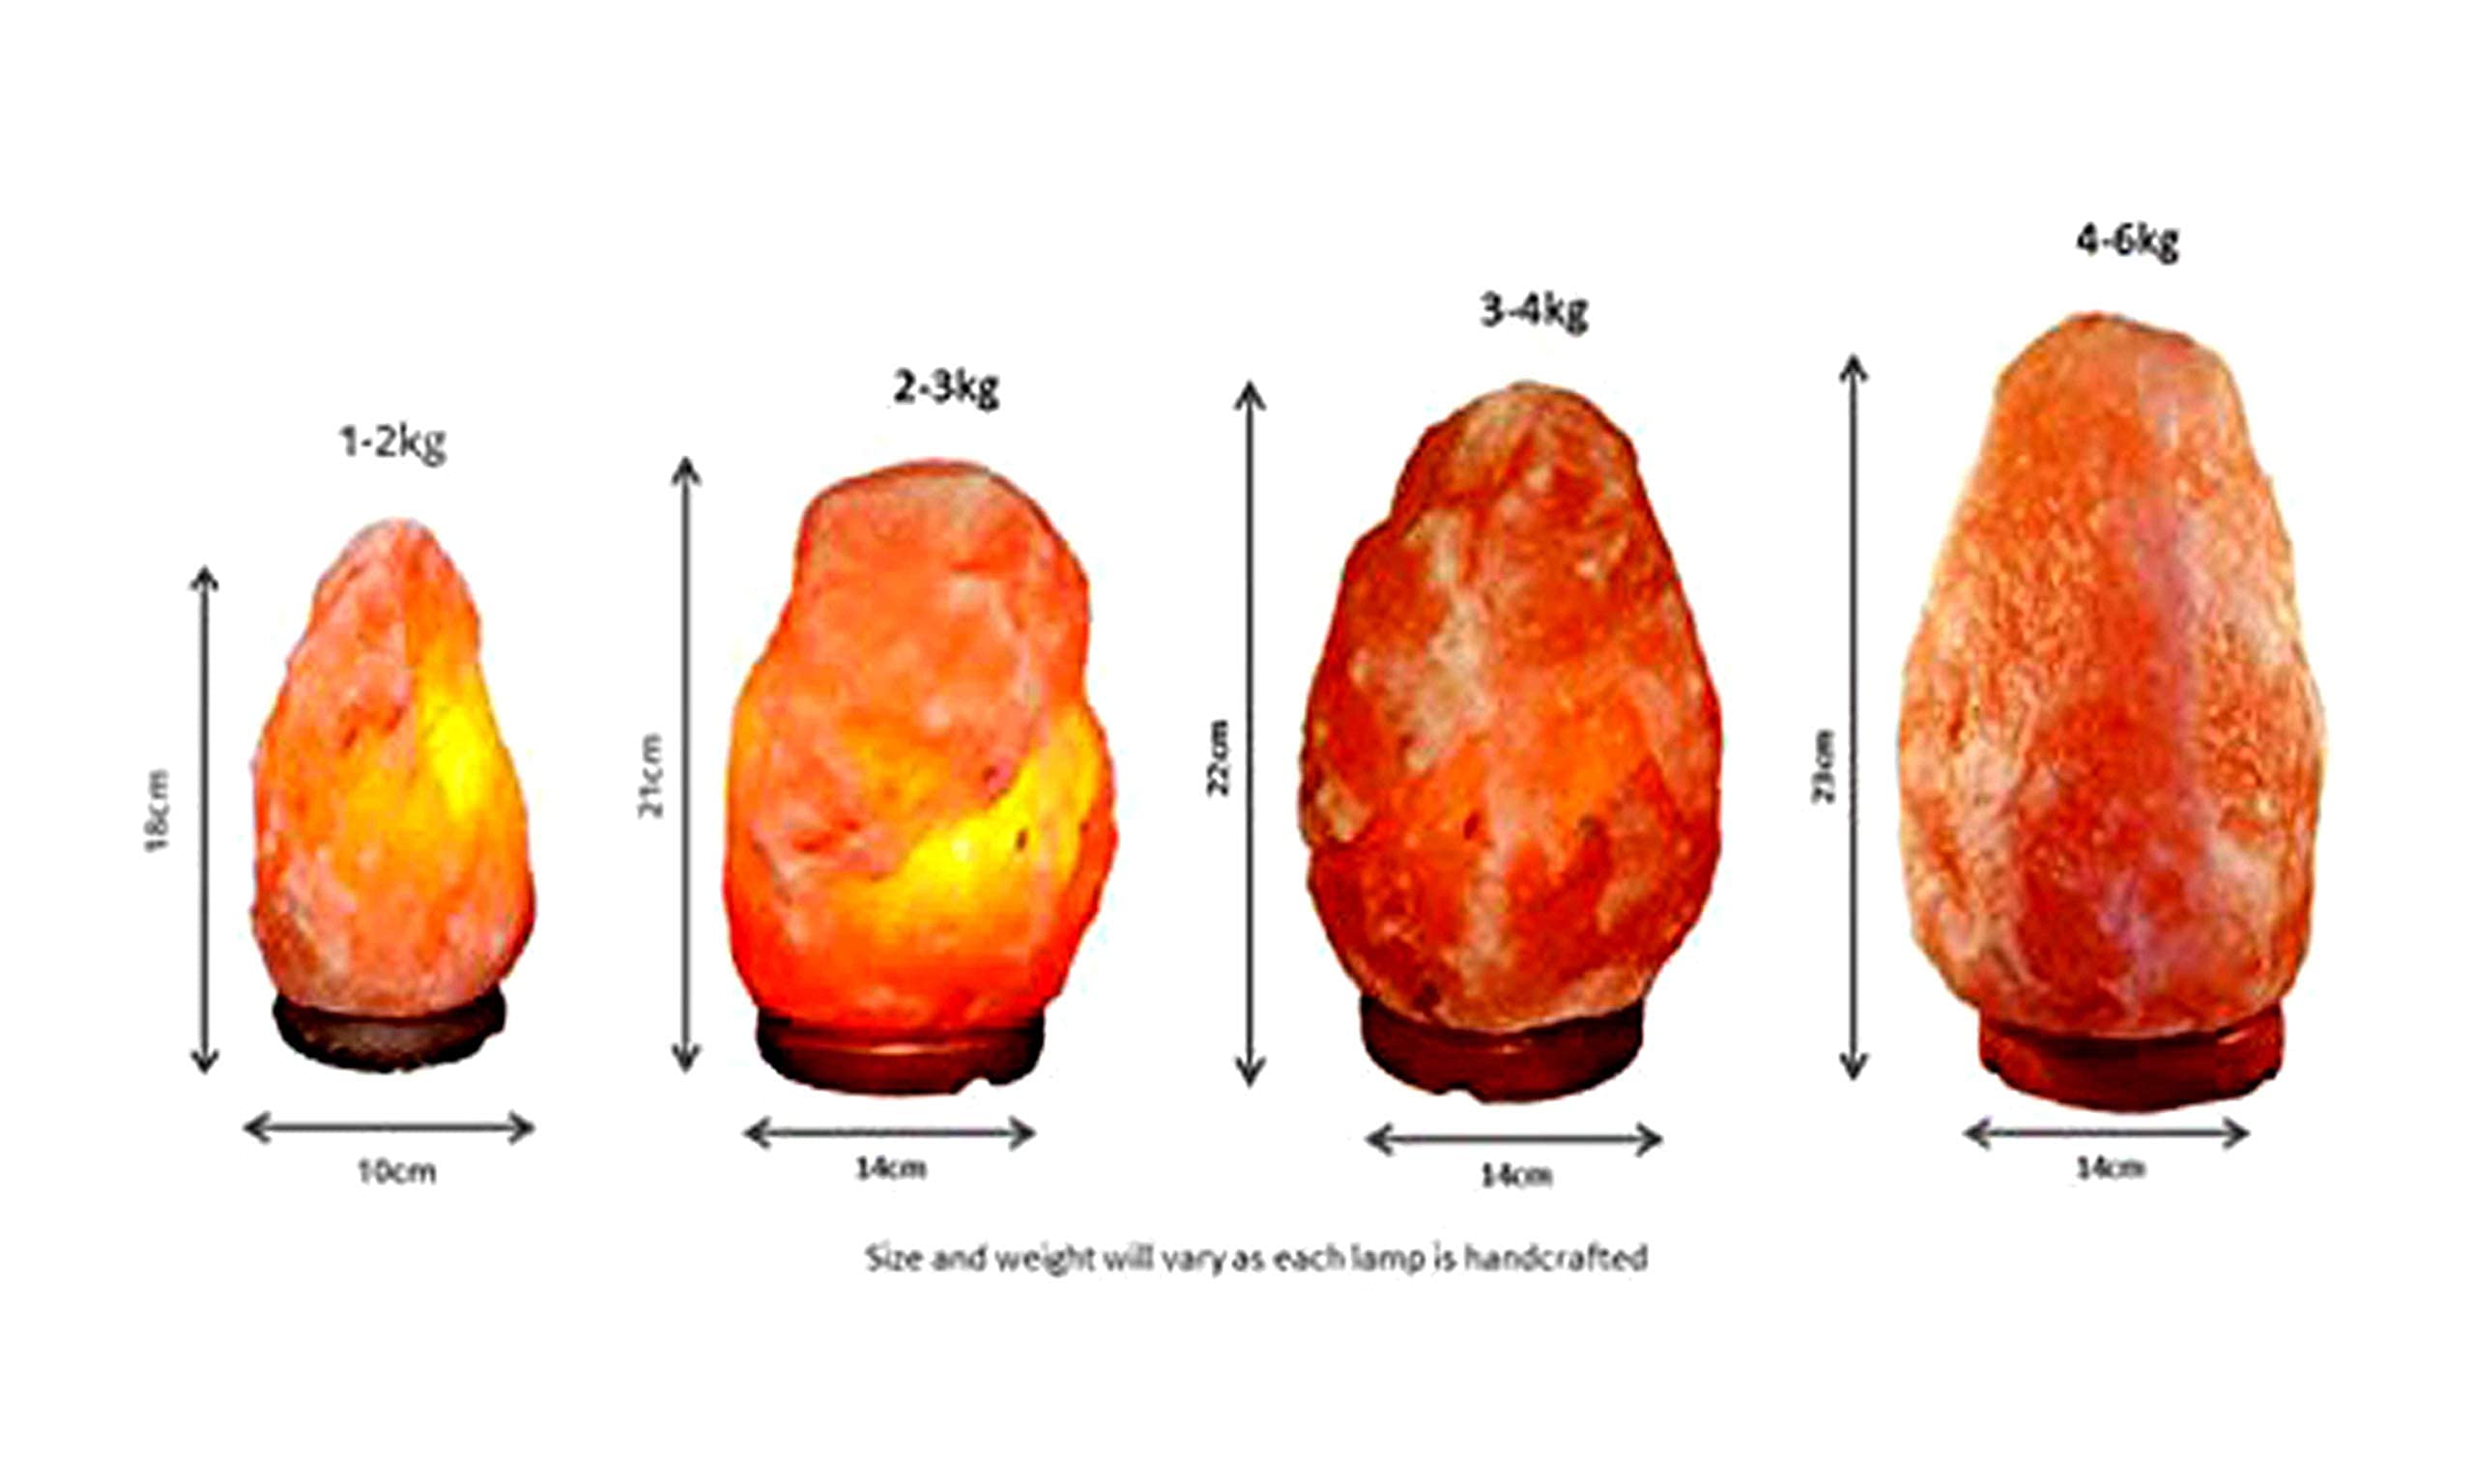 4-6kg
3-4kg
2-3kg
1-2kg
18cm
21cm
22cm
23cm
10cm
14cm
14cm
14cm
Size and weight will vary as each lamp is handcrafted